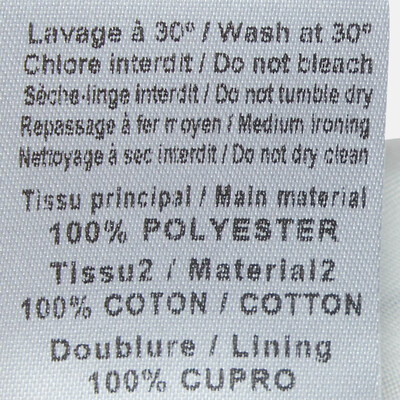 Lavage à 30° / Wash at 30°
Chlore interdit / Do not bleach
Sèche-linge interdit / Do not tumble dry
Repassage à fer moyen / Medium ironing
Nettoyage à sec interdit / Do not dry clean
Tissu principal / Main material
100% POLYESTER
Tissu2 / Material2
100% COTON / COTTON
Doublure / Lining
100% CUPRO